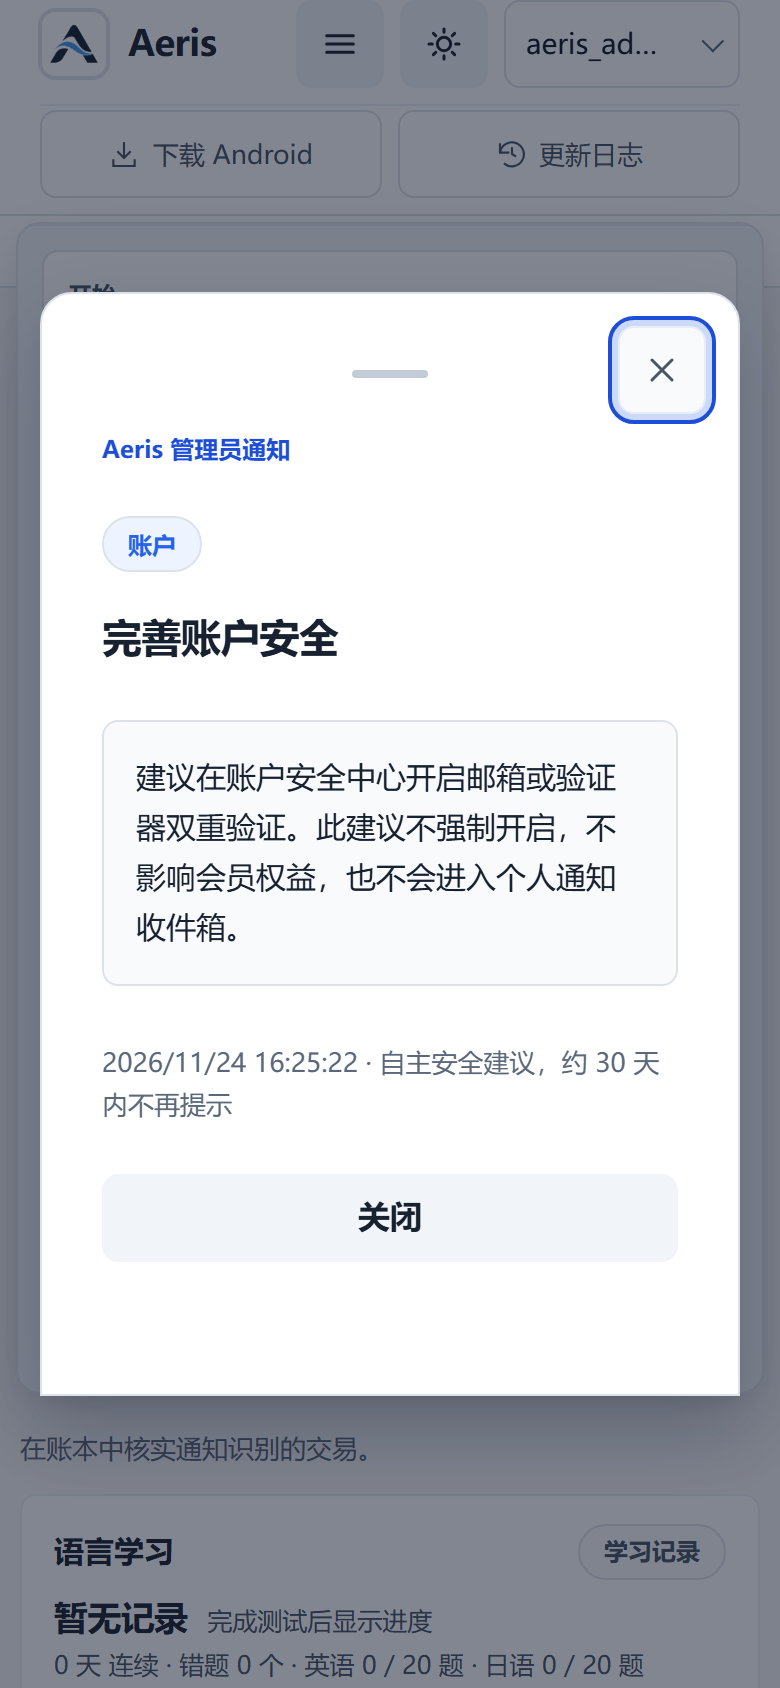 Aeris
aeris_ad...
下载 Android
更新日志
开始
Aeris 管理员通知
账户
完善账户安全
建议在账户安全中心开启邮箱或验证
器双重验证。此建议不强制开启，不
影响会员权益，也不会进入个人通知
收件箱。
2026/11/24 16:25:22 · 自主安全建议，约 30 天
内不再提示
关闭
在账本中核实通知识别的交易。
语言学习
学习记录
暂无记录 完成测试后显示进度
0 天 连续 · 错题 0 个 · 英语 0 / 20 题 · 日语 0 / 20 题